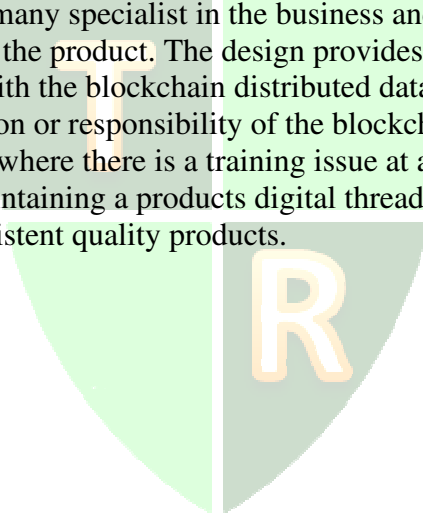 many specialist in the business and
the product. The design provides
ith the blockchain distributed data
on or responsibility of the blockch
where there is a training issue at a
ntaining a products digital thread
istent quality products.
T
R